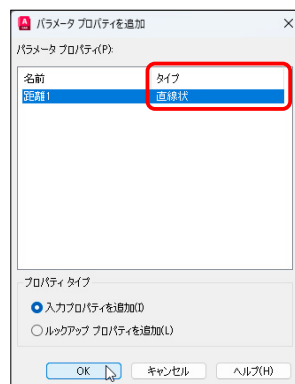 パラメータ プロパティを追加
パラメータ プロパティ(P):
名前 タイプ
距離1 直線状
プロパティ タイプ
入力プロパティを追加(I)
ルックアップ プロパティを追加(L)
OK キャンセル ヘルプ(H)